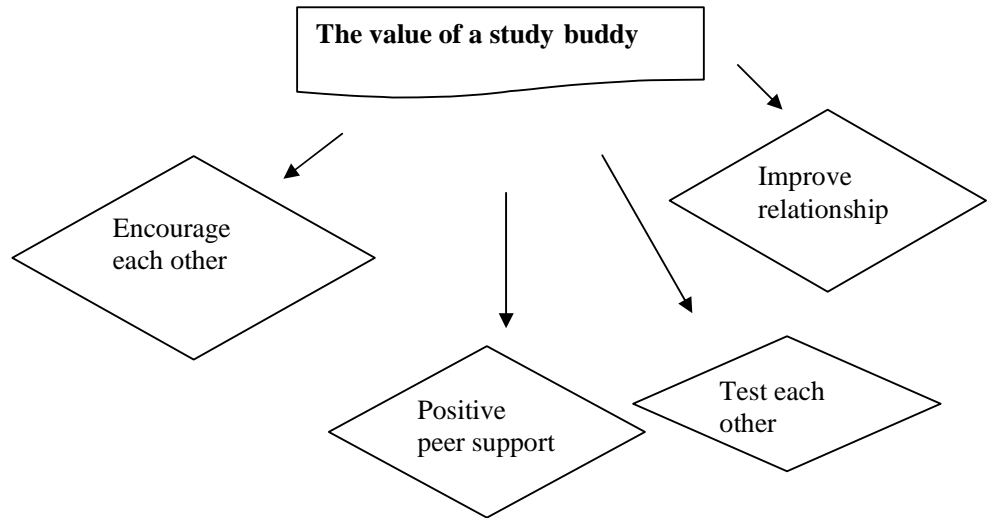 The value of a study buddy
Improve
relationship
Encourage
each other
Positive
peer support
Test each
other